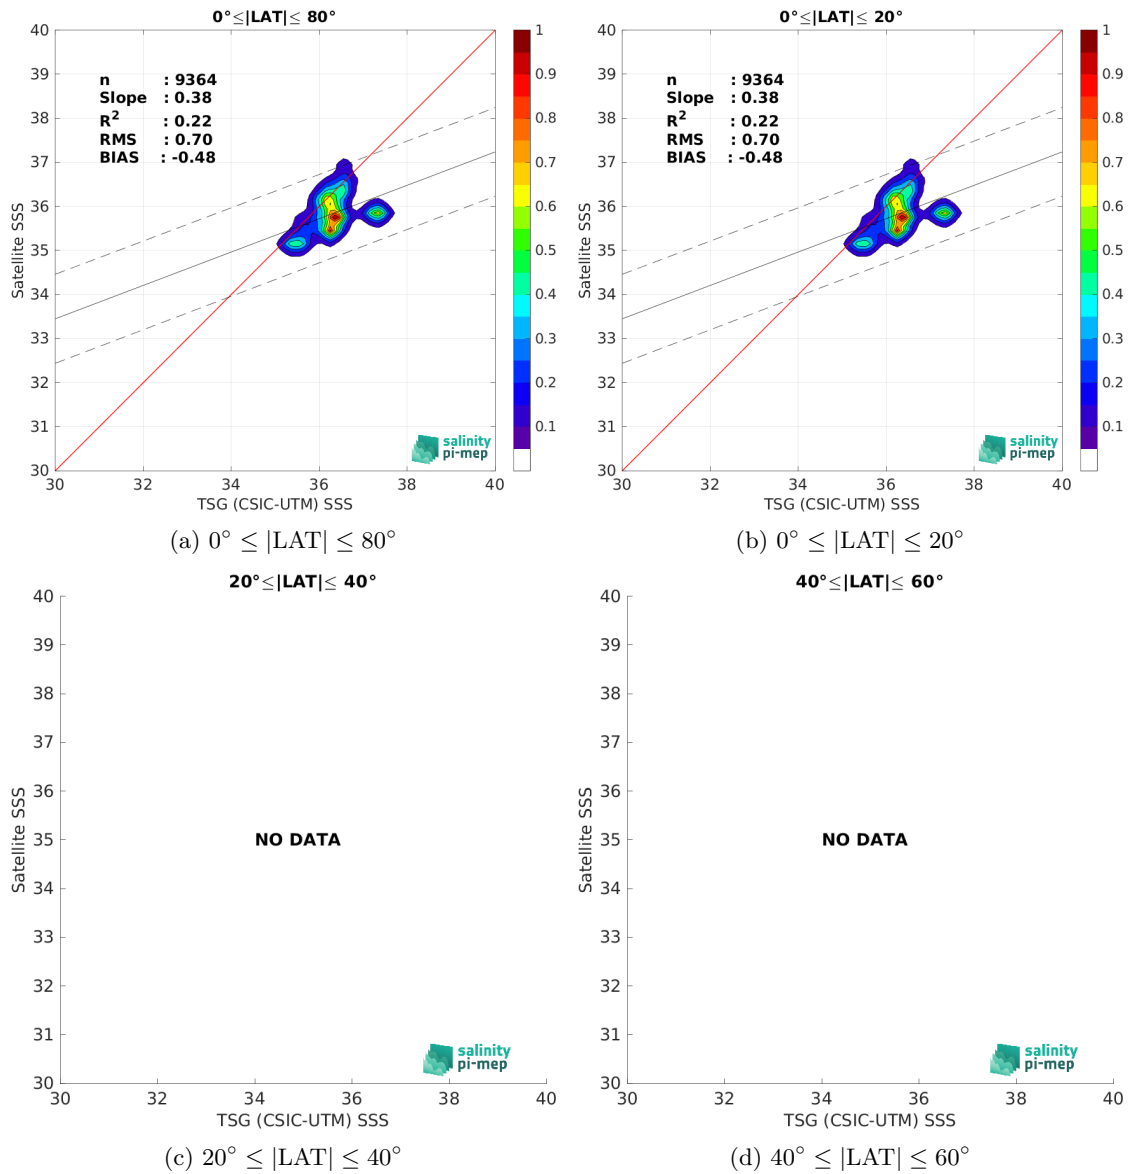 0°≤|LAT|≤ 80°
40
39
38
37
36
35
34
33
32
31
30
30
32
34
36
38
40
Satellite SSS
TSG (CSIC-UTM) SSS
n : 9364
Slope : 0.38
R² : 0.22
RMS : 0.70
BIAS : -0.48
1
0.9
0.8
0.7
0.6
0.5
0.4
0.3
0.2
0.1
salinity
pi-mep
(a) 0° ≤ |LAT| ≤ 80°
0°≤|LAT|≤ 20°
40
39
38
37
36
35
34
33
32
31
30
30
32
34
36
38
40
Satellite SSS
TSG (CSIC-UTM) SSS
n : 9364
Slope : 0.38
R² : 0.22
RMS : 0.70
BIAS : -0.48
1
0.9
0.8
0.7
0.6
0.5
0.4
0.3
0.2
0.1
salinity
pi-mep
(b) 0° ≤ |LAT| ≤ 20°
20°≤|LAT|≤ 40°
40
39
38
37
36
35
34
33
32
31
30
30
32
34
36
38
40
Satellite SSS
TSG (CSIC-UTM) SSS
NO DATA
salinity
pi-mep
(c) 20° ≤ |LAT| ≤ 40°
40°≤|LAT|≤ 60°
40
39
38
37
36
35
34
33
32
31
30
30
32
34
36
38
40
Satellite SSS
TSG (CSIC-UTM) SSS
NO DATA
salinity
pi-mep
(d) 40° ≤ |LAT| ≤ 60°